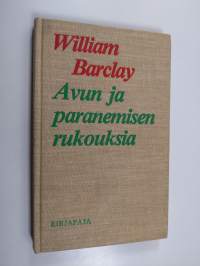 William
Barclay
Avun ja
paranemisen
rukouksia
KIRJAPAJA